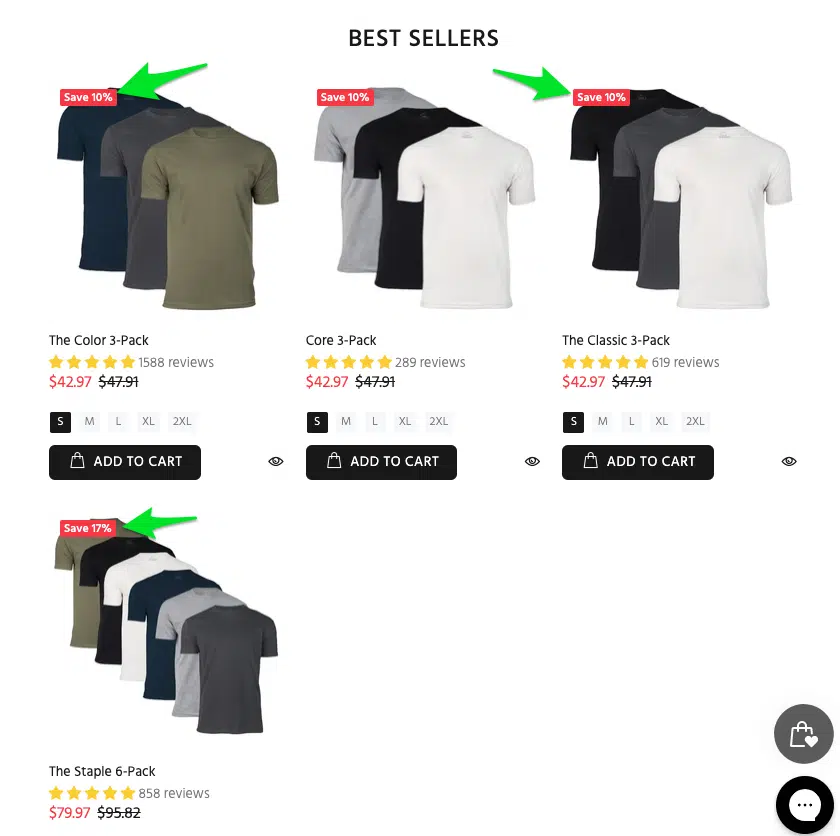 BEST SELLERS
Save 10%
Save 10%
Save 10%
The Color 3-Pack
1588 reviews
$42.97 $47.91
S M L XL 2XL
ADD TO CART
Core 3-Pack
289 reviews
$42.97 $47.91
S M L XL 2XL
ADD TO CART
The Classic 3-Pack
619 reviews
$42.97 $47.91
S M L XL 2XL
ADD TO CART
Save 17%
The Staple 6-Pack
858 reviews
$79.97 $95.82